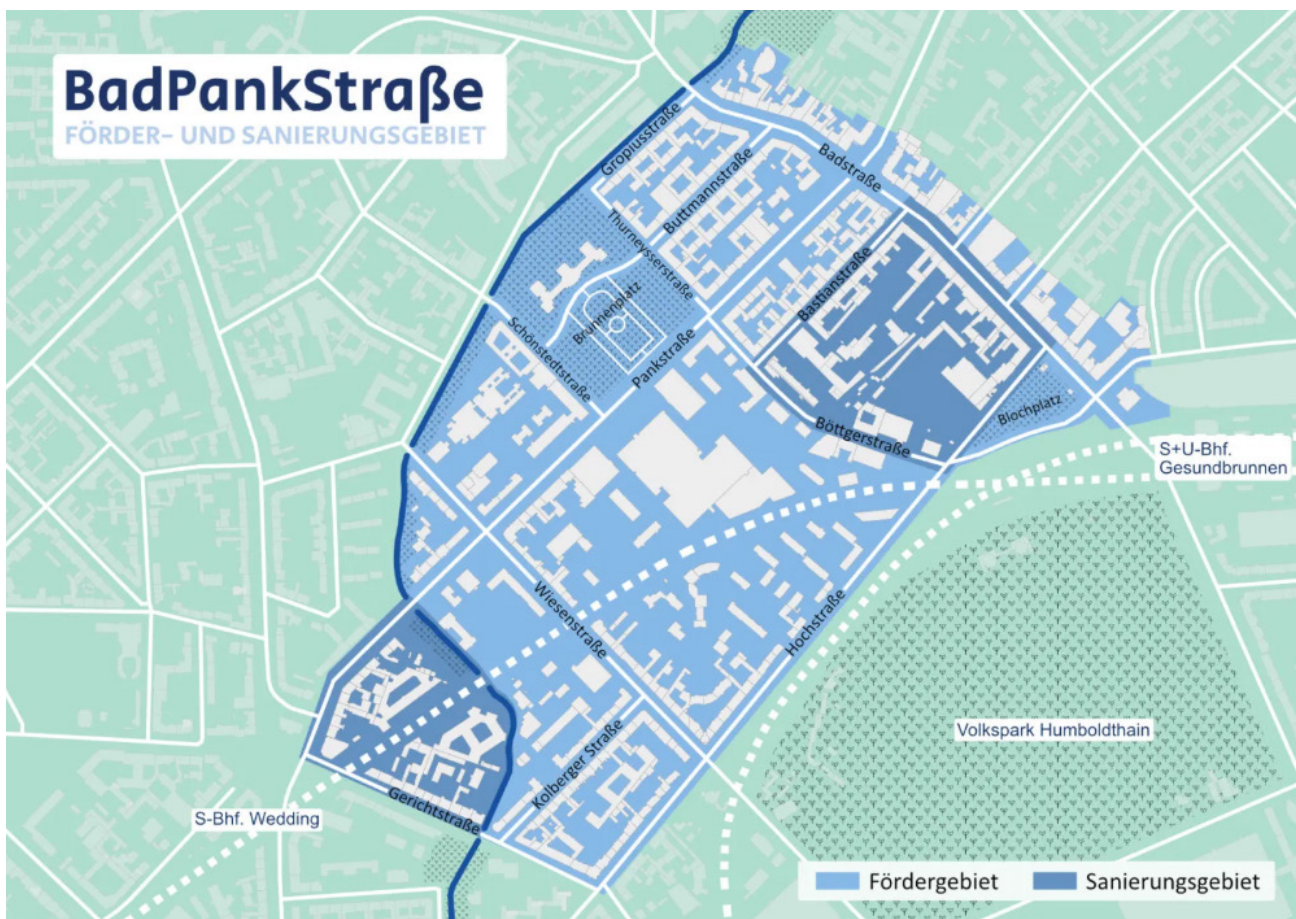 BadPankStraße
FÖRDER- UND SANIERUNGSGEBIET
Gropiusstraße
Badstraße
Buttmannstraße
Thurneysserstraße
Bastianstraße
Brunnenplatz
Schönstedtstraße
Pankstraße
Blochplatz
Böttgerstraße
S+U-Bhf.
Gesundbrunnen
Wiesenstraße
Hochstraße
Volkspark Humboldthain
Kolberger Straße
Gerichtstraße
S-Bhf. Wedding
Fördergebiet
Sanierungsgebiet